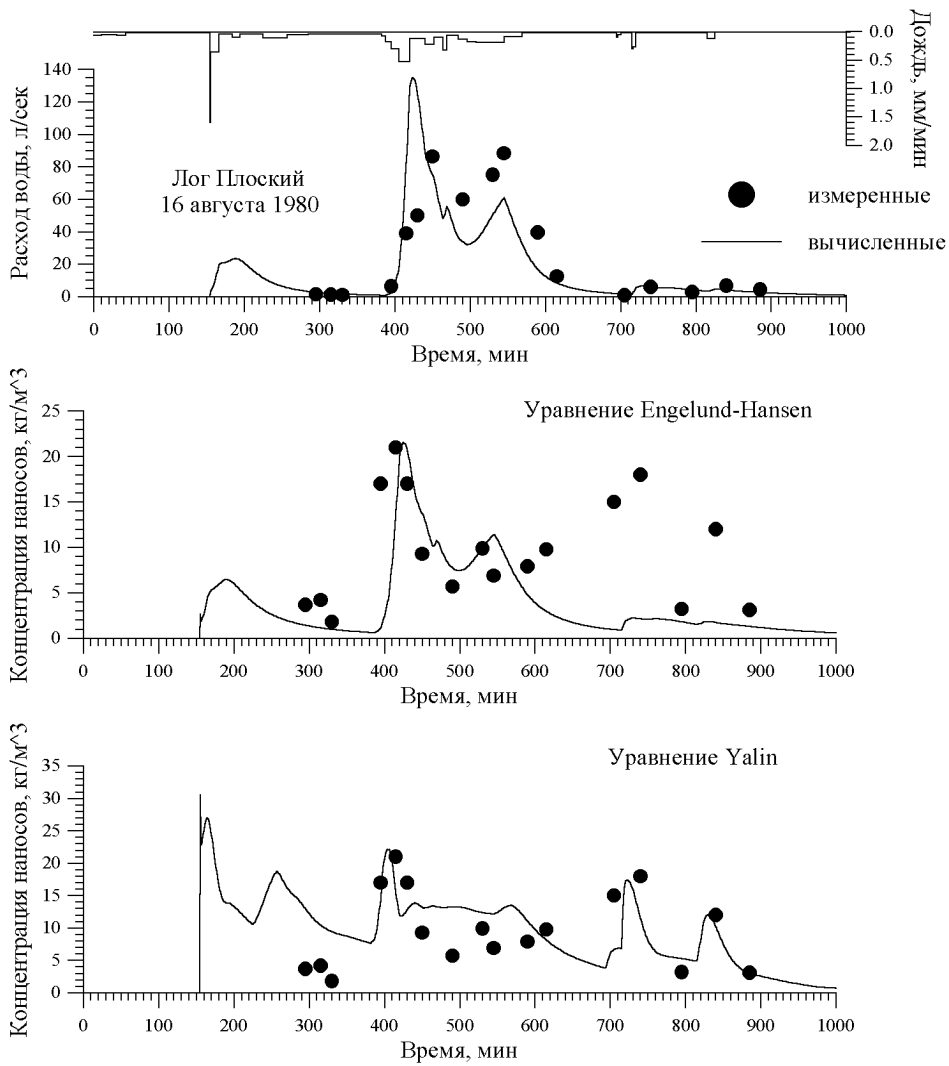 0.0
0.5
1.0
1.6
2.0
Дождь, мм/мин
140
120
100
80
60
40
20
0
Расход воды, л/сек
Лог Плоский
16 августа 1980
измеренные
вычисленные
0 100 200 300 400 500 600 700 800 900 1000
Время, мин
Уравнение Engelund-Hansen
25
20
15
10
5
0
Концентрация наносов, кг/м^3
0 100 200 300 400 500 600 700 800 900 1000
Время, мин
Уравнение Yalin
35
30
25
20
15
10
5
0
Концентрация наносов, кг/м^3
0 100 200 300 400 500 600 700 800 900 1000
Время, мин